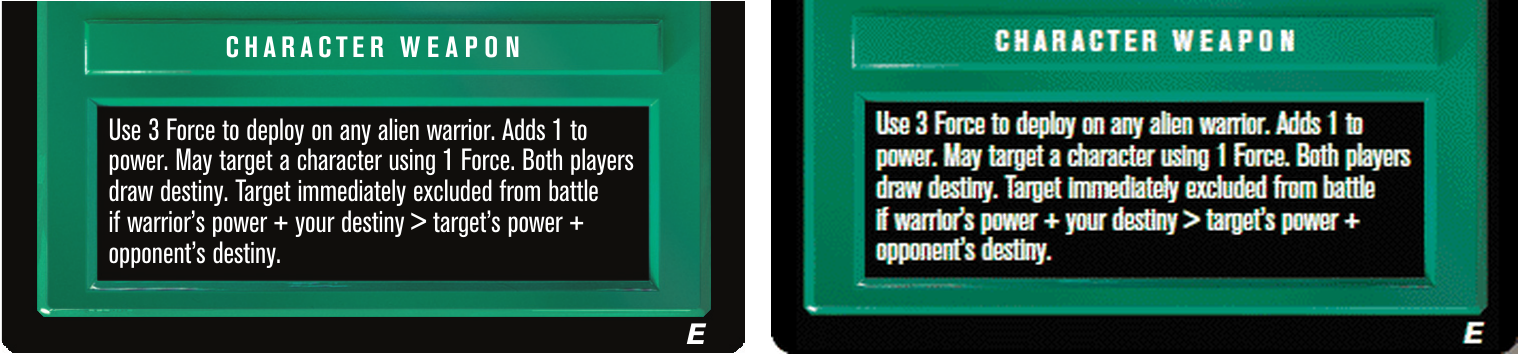 CHARACTER WEAPON
Use 3 Force to deploy on any alien warrior. Adds 1 to
power. May target a character using 1 Force. Both players
draw destiny. Target immediately excluded from battle
if warrior's power + your destiny > target's power +
opponent's destiny.
E
CHARACTER WEAPON
Use 3 Force to deploy on any alien warrior. Adds 1 to
power. May target a character using 1 Force. Both players
draw destiny. Target immediately excluded from battle
if warrior's power + your destiny > target's power +
opponent's destiny.
E